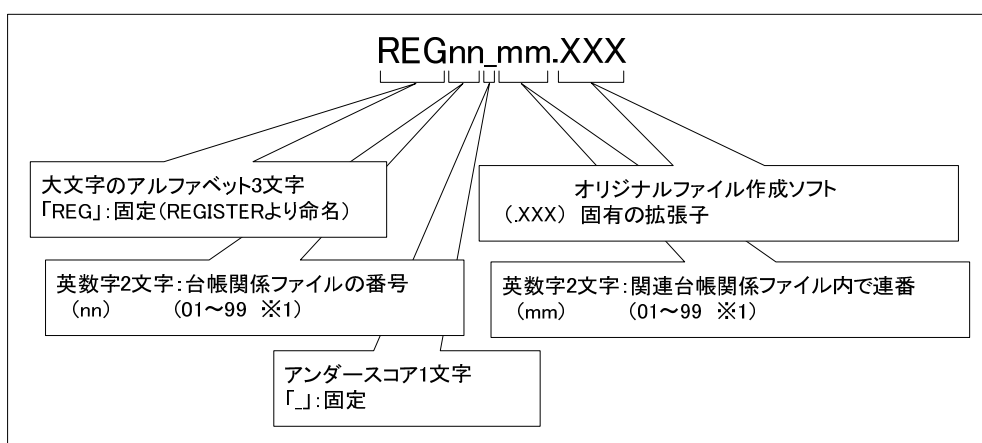 REGnn_mm.XXX
大文字のアルファベット3文字
「REG」:固定(REGISTERより命名)
オリジナルファイル作成ソフト
(.XXX) 固有の拡張子
英数字2文字:台帳関係ファイルの番号
(nn) (01～99 ※1)
英数字2文字:関連台帳関係ファイル内で連番
(mm) (01～99 ※1)
アンダースコア1文字
「_」:固定